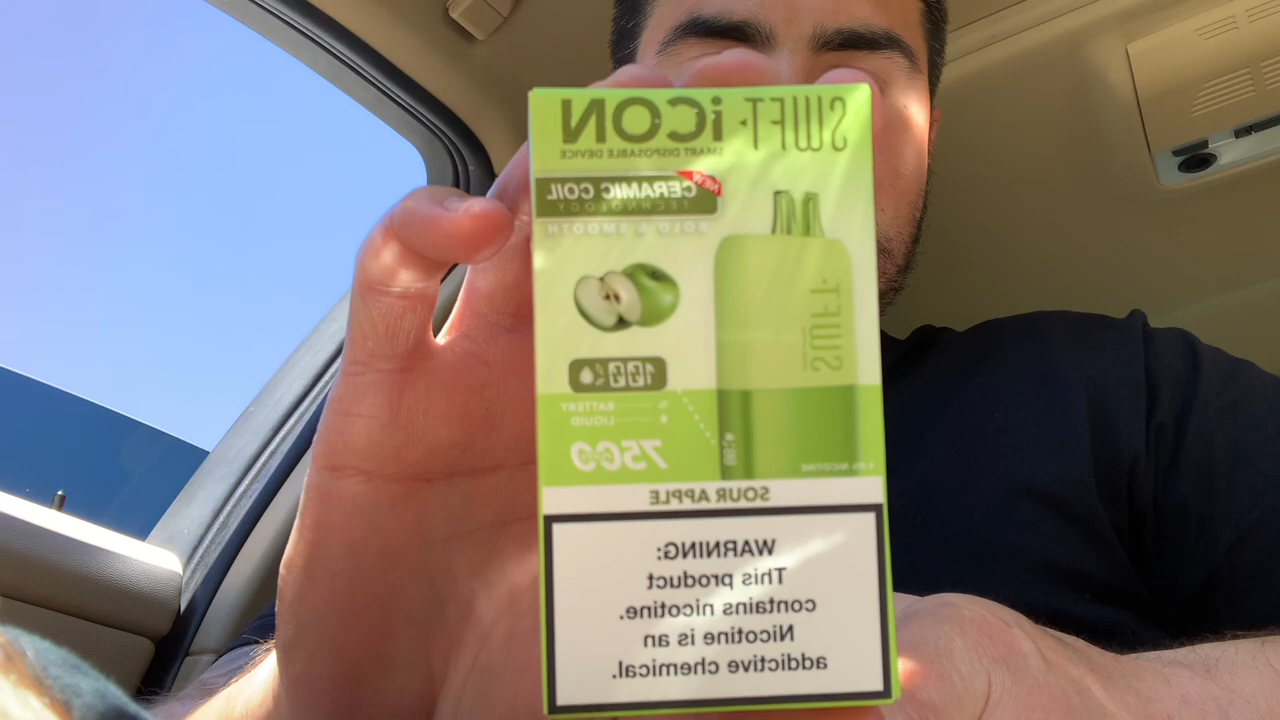 SWFT· iCON
SMART DISPOSABLE DEVICE
NEW
CERAMIC COIL
TECHNOLOGY
BOLD & SMOOTH
SWFT·
100
%
BATTERY
LIQUID
7500
NICOTINE
SOUR APPLE
WARNING:
This product
contains nicotine.
Nicotine is an
addictive chemical.